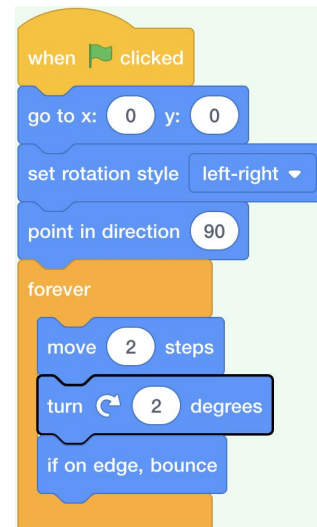 when clicked
go to x: 0 y: 0
set rotation style left-right
point in direction 90
forever
move 2 steps
turn 2 degrees
if on edge, bounce